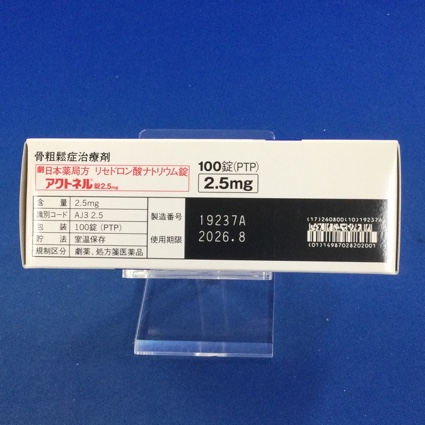 骨粗鬆症治療剤
劇 日本薬局方 リセドロン酸ナトリウム錠
アクトネル錠2.5mg
100錠(PTP)
2.5mg
含量 2.5mg
識別コード AJ3 2.5
包装 100錠 (PTP)
貯法 室温保存
規制区分 劇薬、処方箋医薬品
製造番号 19237A
使用期限 2026.8
(17)260800(10)19237A
(01)14987028202001